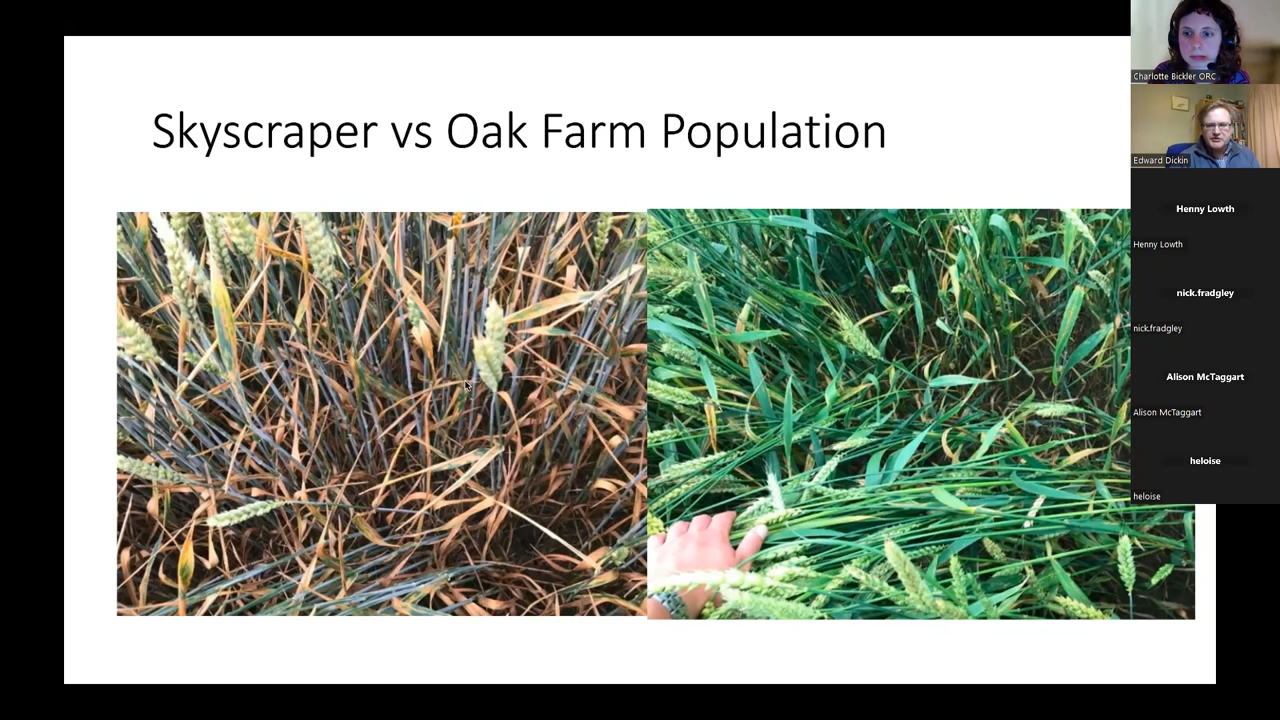 Skyscraper vs Oak Farm Population
Charlotte Bickler ORC
Edward Dickin
Henny Lowth
Henny Lowth
nick.fradgley
nick.fradgley
Alison McTaggart
Alison McTaggart
heloise
heloise